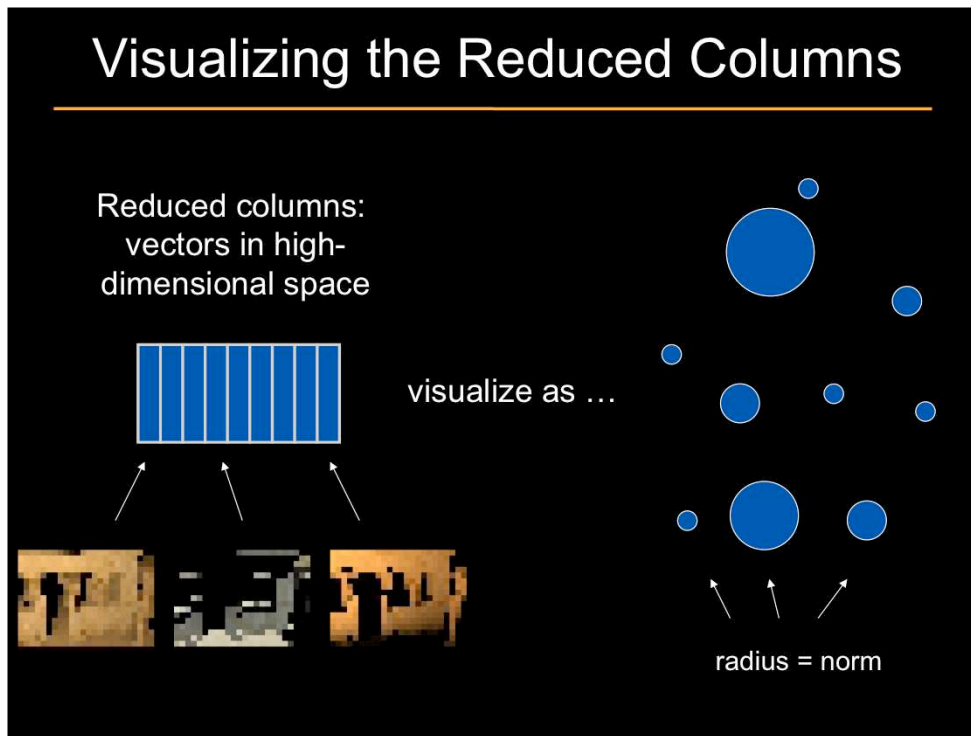 Visualizing the Reduced Columns
Reduced columns:
vectors in high-
dimensional space
visualize as …
radius = norm